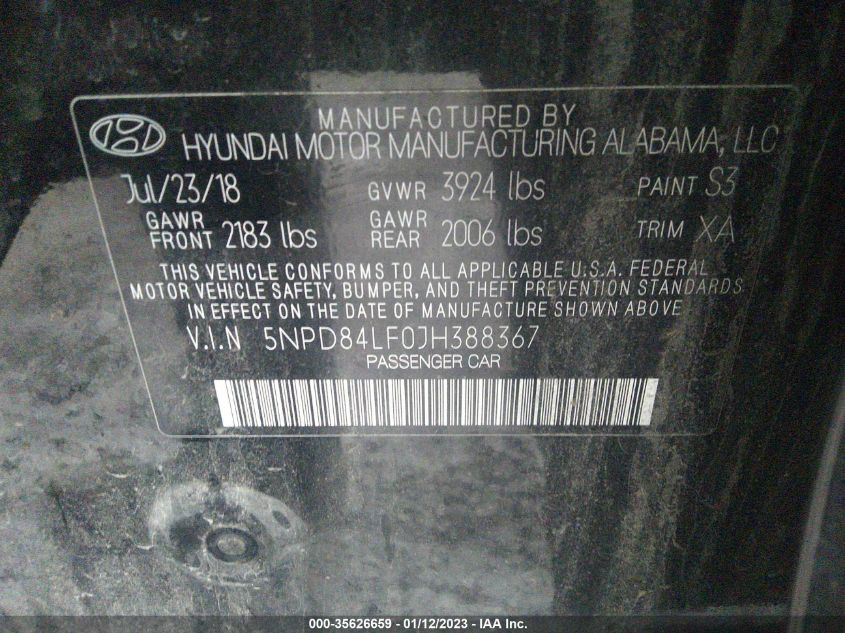 MANUFACTURED BY
HYUNDAI MOTOR MANUFACTURING ALABAMA, LLC
Jul/23/18 GVWR 3924 lbs PAINT S3
GAWR FRONT 2183 lbs GAWR REAR 2006 lbs TRIM XA
THIS VEHICLE CONFORMS TO ALL APPLICABLE U.S.A. FEDERAL
MOTOR VEHICLE SAFETY, BUMPER, AND THEFT PREVENTION STANDARDS
IN EFFECT ON THE DATE OF MANUFACTURE SHOWN ABOVE
V.I.N 5NPD84LF0JH388367
PASSENGER CAR
000-35626659 - 01/12/2023 - IAA Inc.